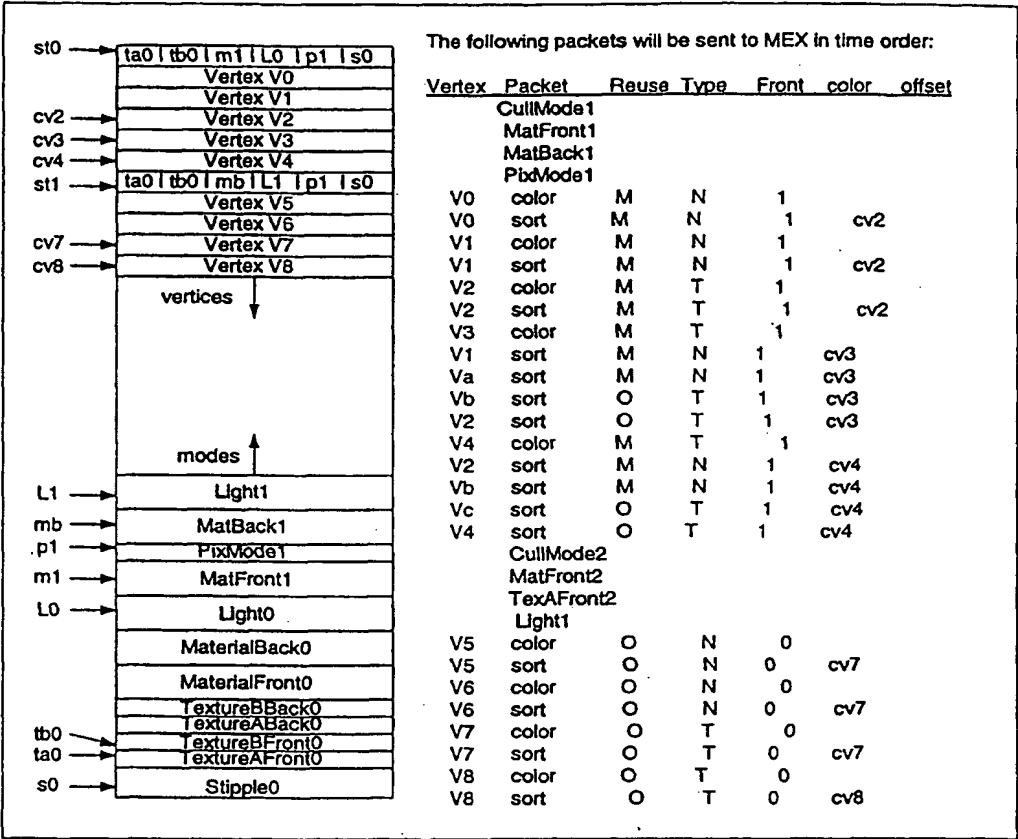 st0
ta0 | tb0 | m1 | L0 | p1 | s0
Vertex V0
Vertex V1
cv2
Vertex V2
cv3
Vertex V3
cv4
Vertex V4
st1
ta0 | tb0 | mb | L1 | p1 | s0
Vertex V5
Vertex V6
cv7
Vertex V7
cv8
Vertex V8
vertices
modes
L1
Light1
mb
MatBack1
p1
PixMode1
m1
MatFront1
L0
Light0
MaterialBack0
MaterialFront0
TextureBBack0
TextureABack0
tb0
TextureBFront0
ta0
TextureAFront0
s0
Stipple0
The following packets will be sent to MEX in time order:
Vertex Packet Reuse Type Front color offset
CullMode1
MatFront1
MatBack1
PixMode1
V0 color M N 1
V0 sort M N 1 cv2
V1 color M N 1
V1 sort M N 1 cv2
V2 color M T 1
V2 sort M T 1 cv2
V3 color M T 1
V1 sort M N 1 cv3
Va sort M N 1 cv3
Vb sort O T 1 cv3
V2 sort O T 1 cv3
V4 color M T 1
V2 sort M N 1 cv4
Vb sort M N 1 cv4
Vc sort O T 1 cv4
V4 sort O T 1 cv4
CullMode2
MatFront2
TexAFront2
Light1
V5 color O N 0
V5 sort O N 0 cv7
V6 color O N 0
V6 sort O N 0 cv7
V7 color O T 0
V7 sort O T 0 cv7
V8 color O T 0
V8 sort O T 0 cv8